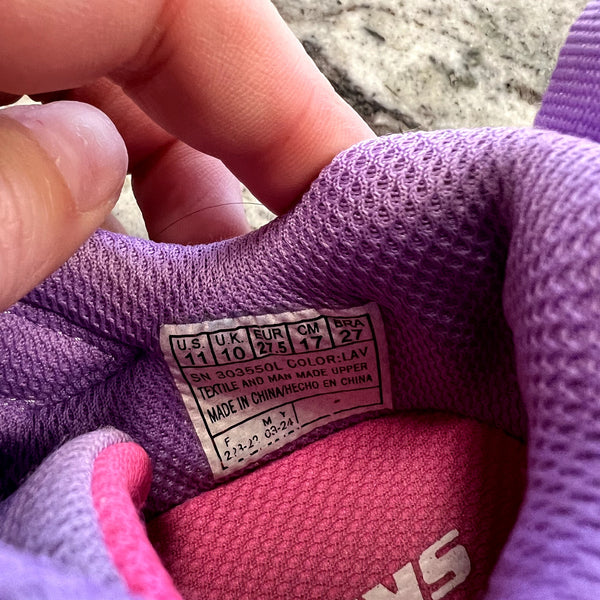 U.S. U.K. EUR CM BRA
11 10 27.5 17 27
SN 303550L COLOR:LAV
TEXTILE AND MAN MADE UPPER
MADE IN CHINA/HECHO EN CHINA
F M Y
03-24